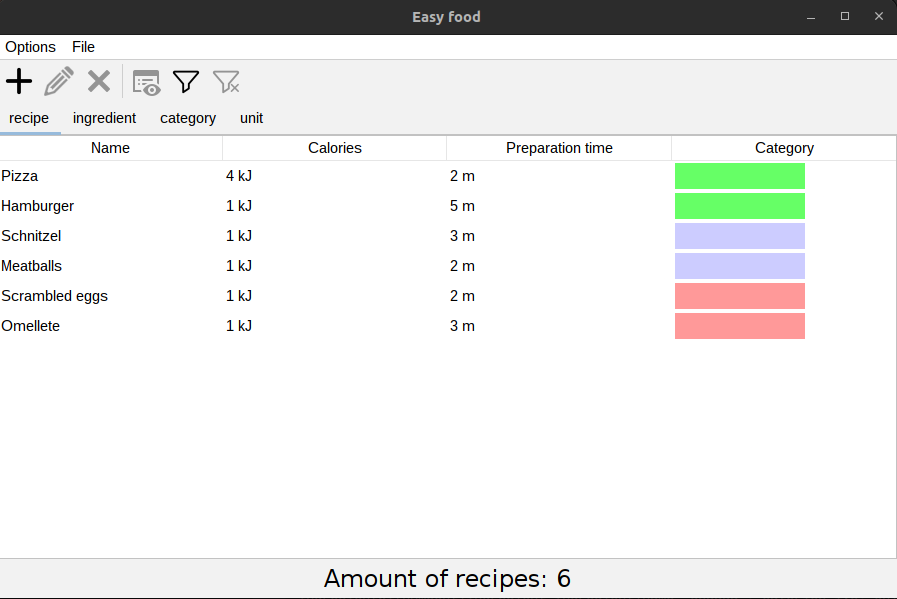 Easy food
Options File
recipe ingredient category unit
Name Calories Preparation time Category
Pizza 4 kJ 2 m
Hamburger 1 kJ 5 m
Schnitzel 1 kJ 3 m
Meatballs 1 kJ 2 m
Scrambled eggs 1 kJ 2 m
Omellete 1 kJ 3 m
Amount of recipes: 6